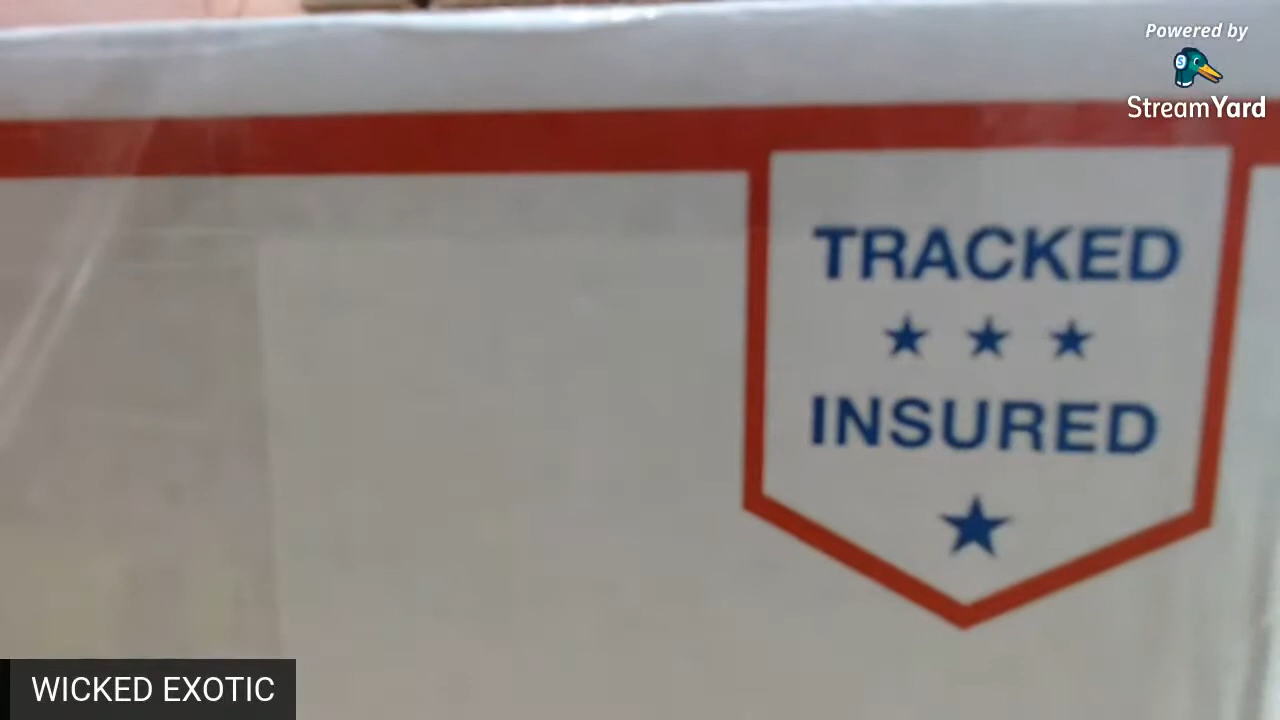 Powered by
StreamYard
TRACKED
INSURED
WICKED EXOTIC